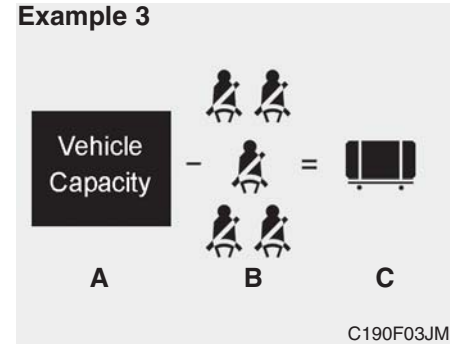 Example 3
Vehicle
Capacity
- =
A B C
C190F03JM